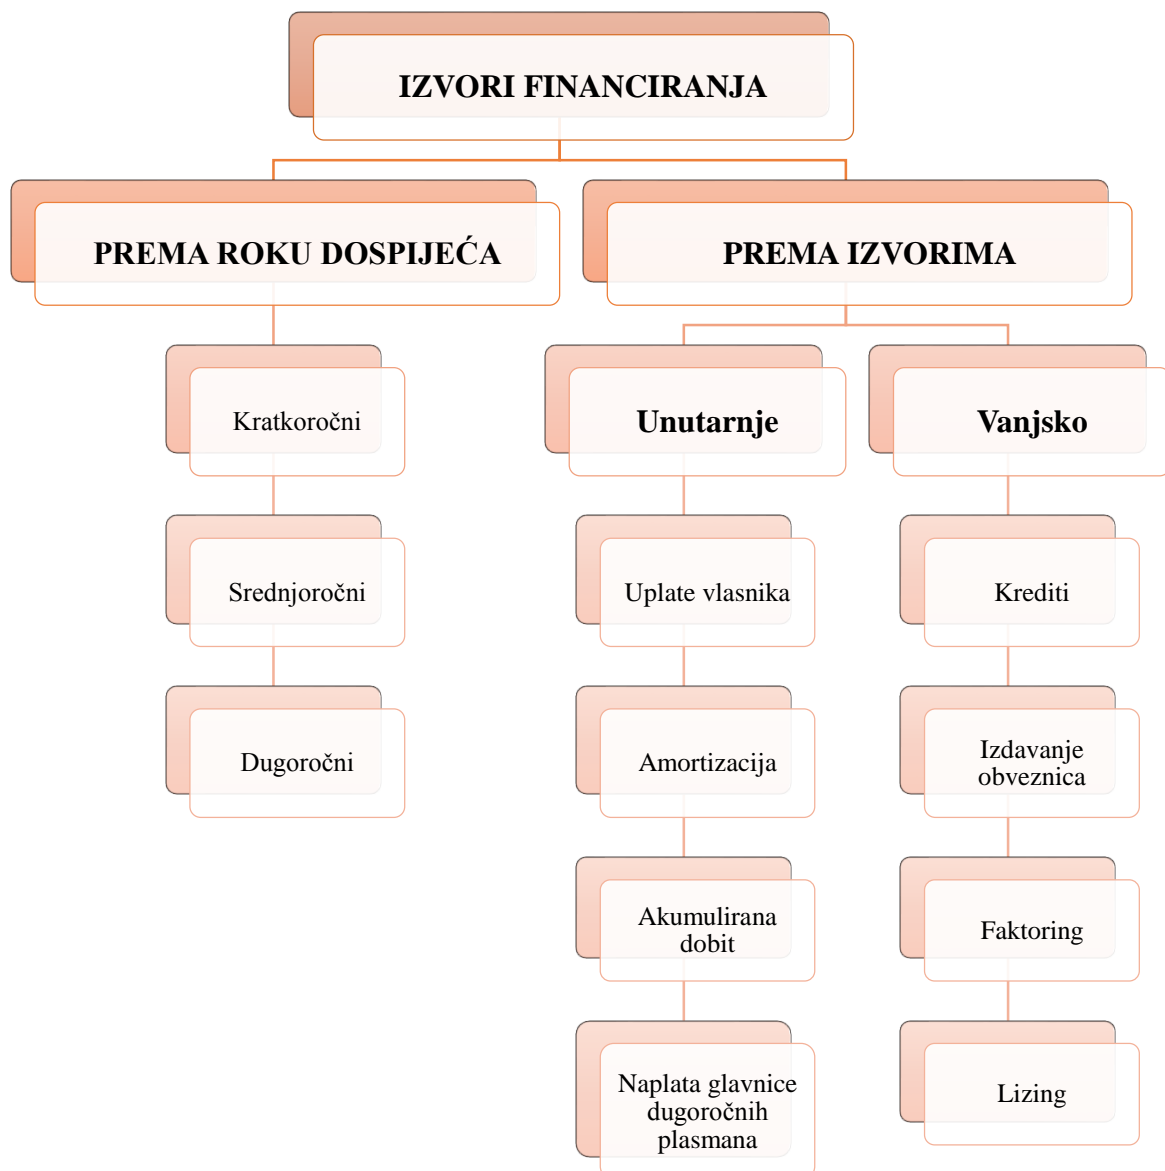 IZVORI FINANCIRANJA
PREMA ROKU DOSPIJEĆA
Kratkoročni
Srednjoročni
Dugoročni
PREMA IZVORIMA
Unutarnje
Uplate vlasnika
Amortizacija
Akumulirana
dobit
Naplata glavnice
dugoročnih
plasmana
Vanjsko
Krediti
Izdavanje
obveznica
Faktoring
Lizing